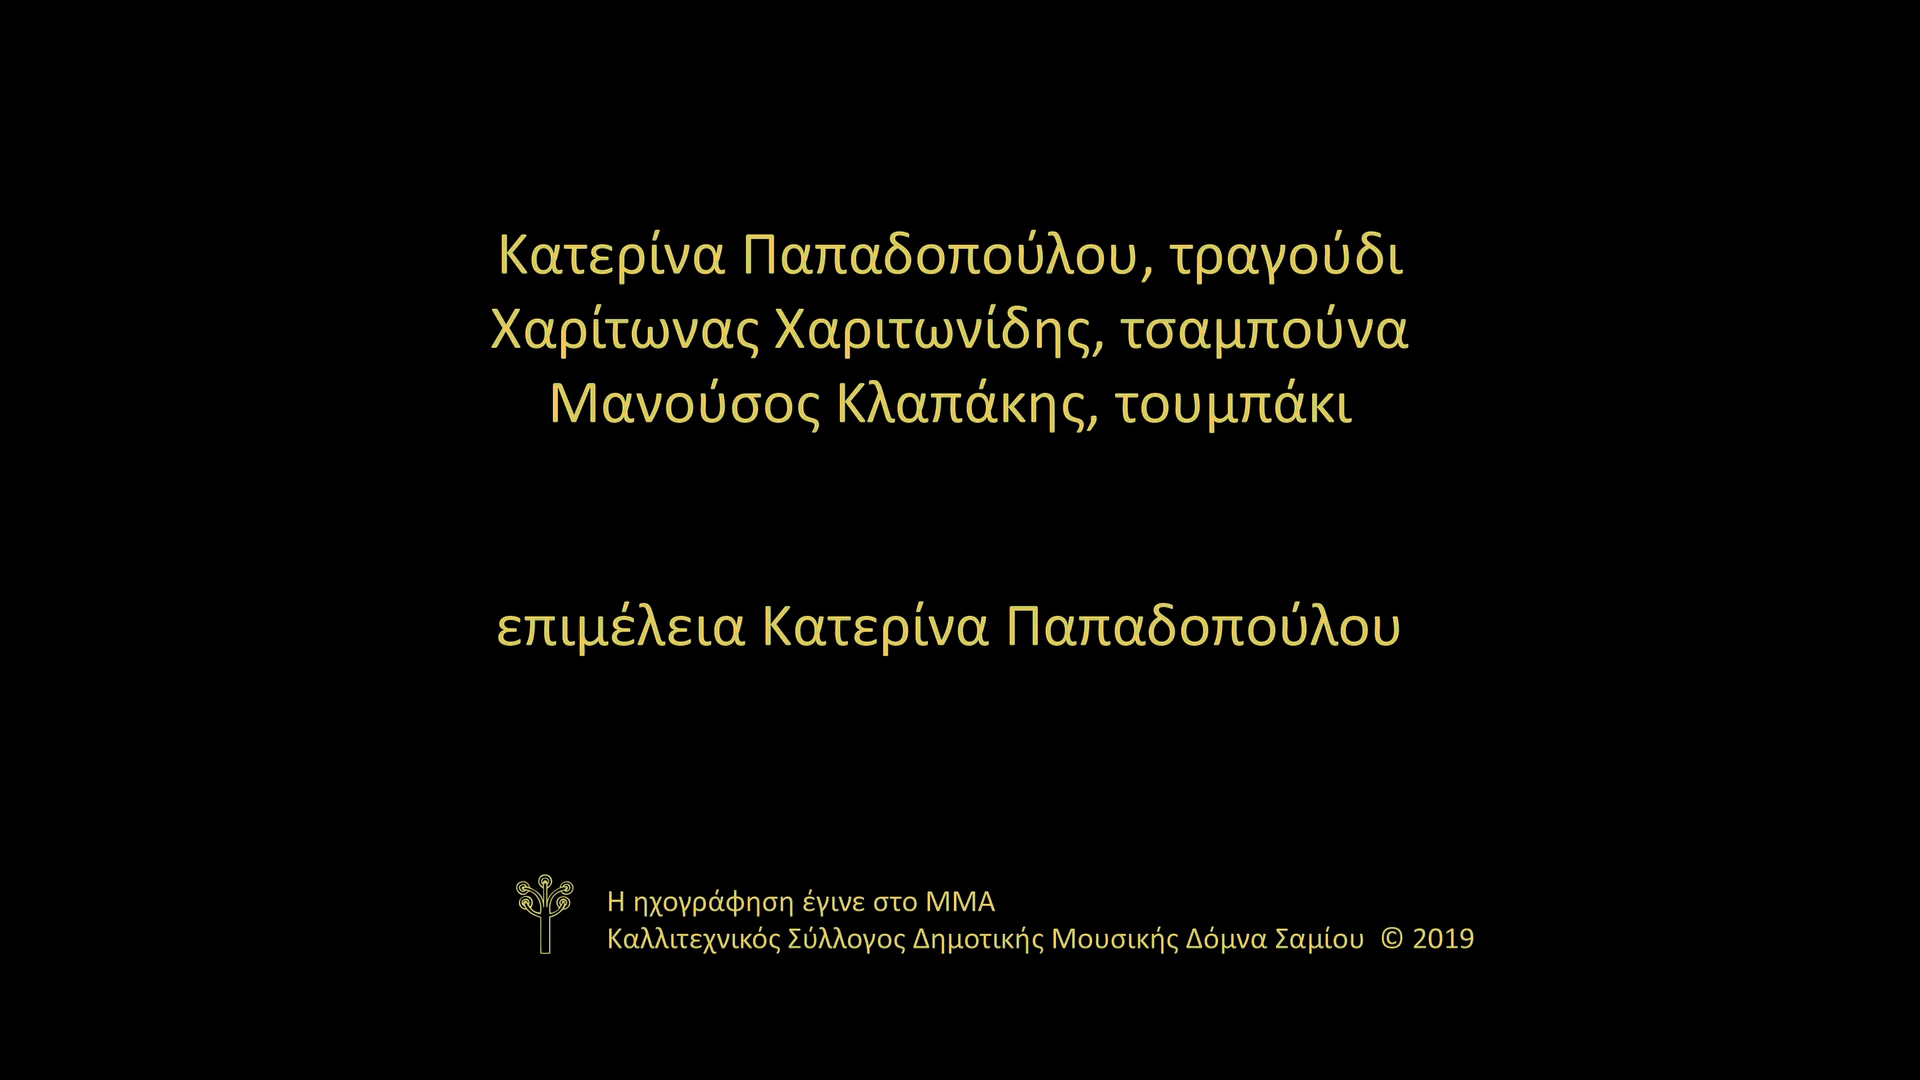 Κατερίνα Παπαδοπούλου, τραγούδι
Χαρίτωνας Χαριτωνίδης, τσαμπούνα
Μανούσος Κλαπάκης, τουμπάκι
επιμέλεια Κατερίνα Παπαδοπούλου
Η ηχογράφηση έγινε στο ΜΜΑ
Καλλιτεχνικός Σύλλογος Δημοτικής Μουσικής Δόμνα Σαμίου © 2019